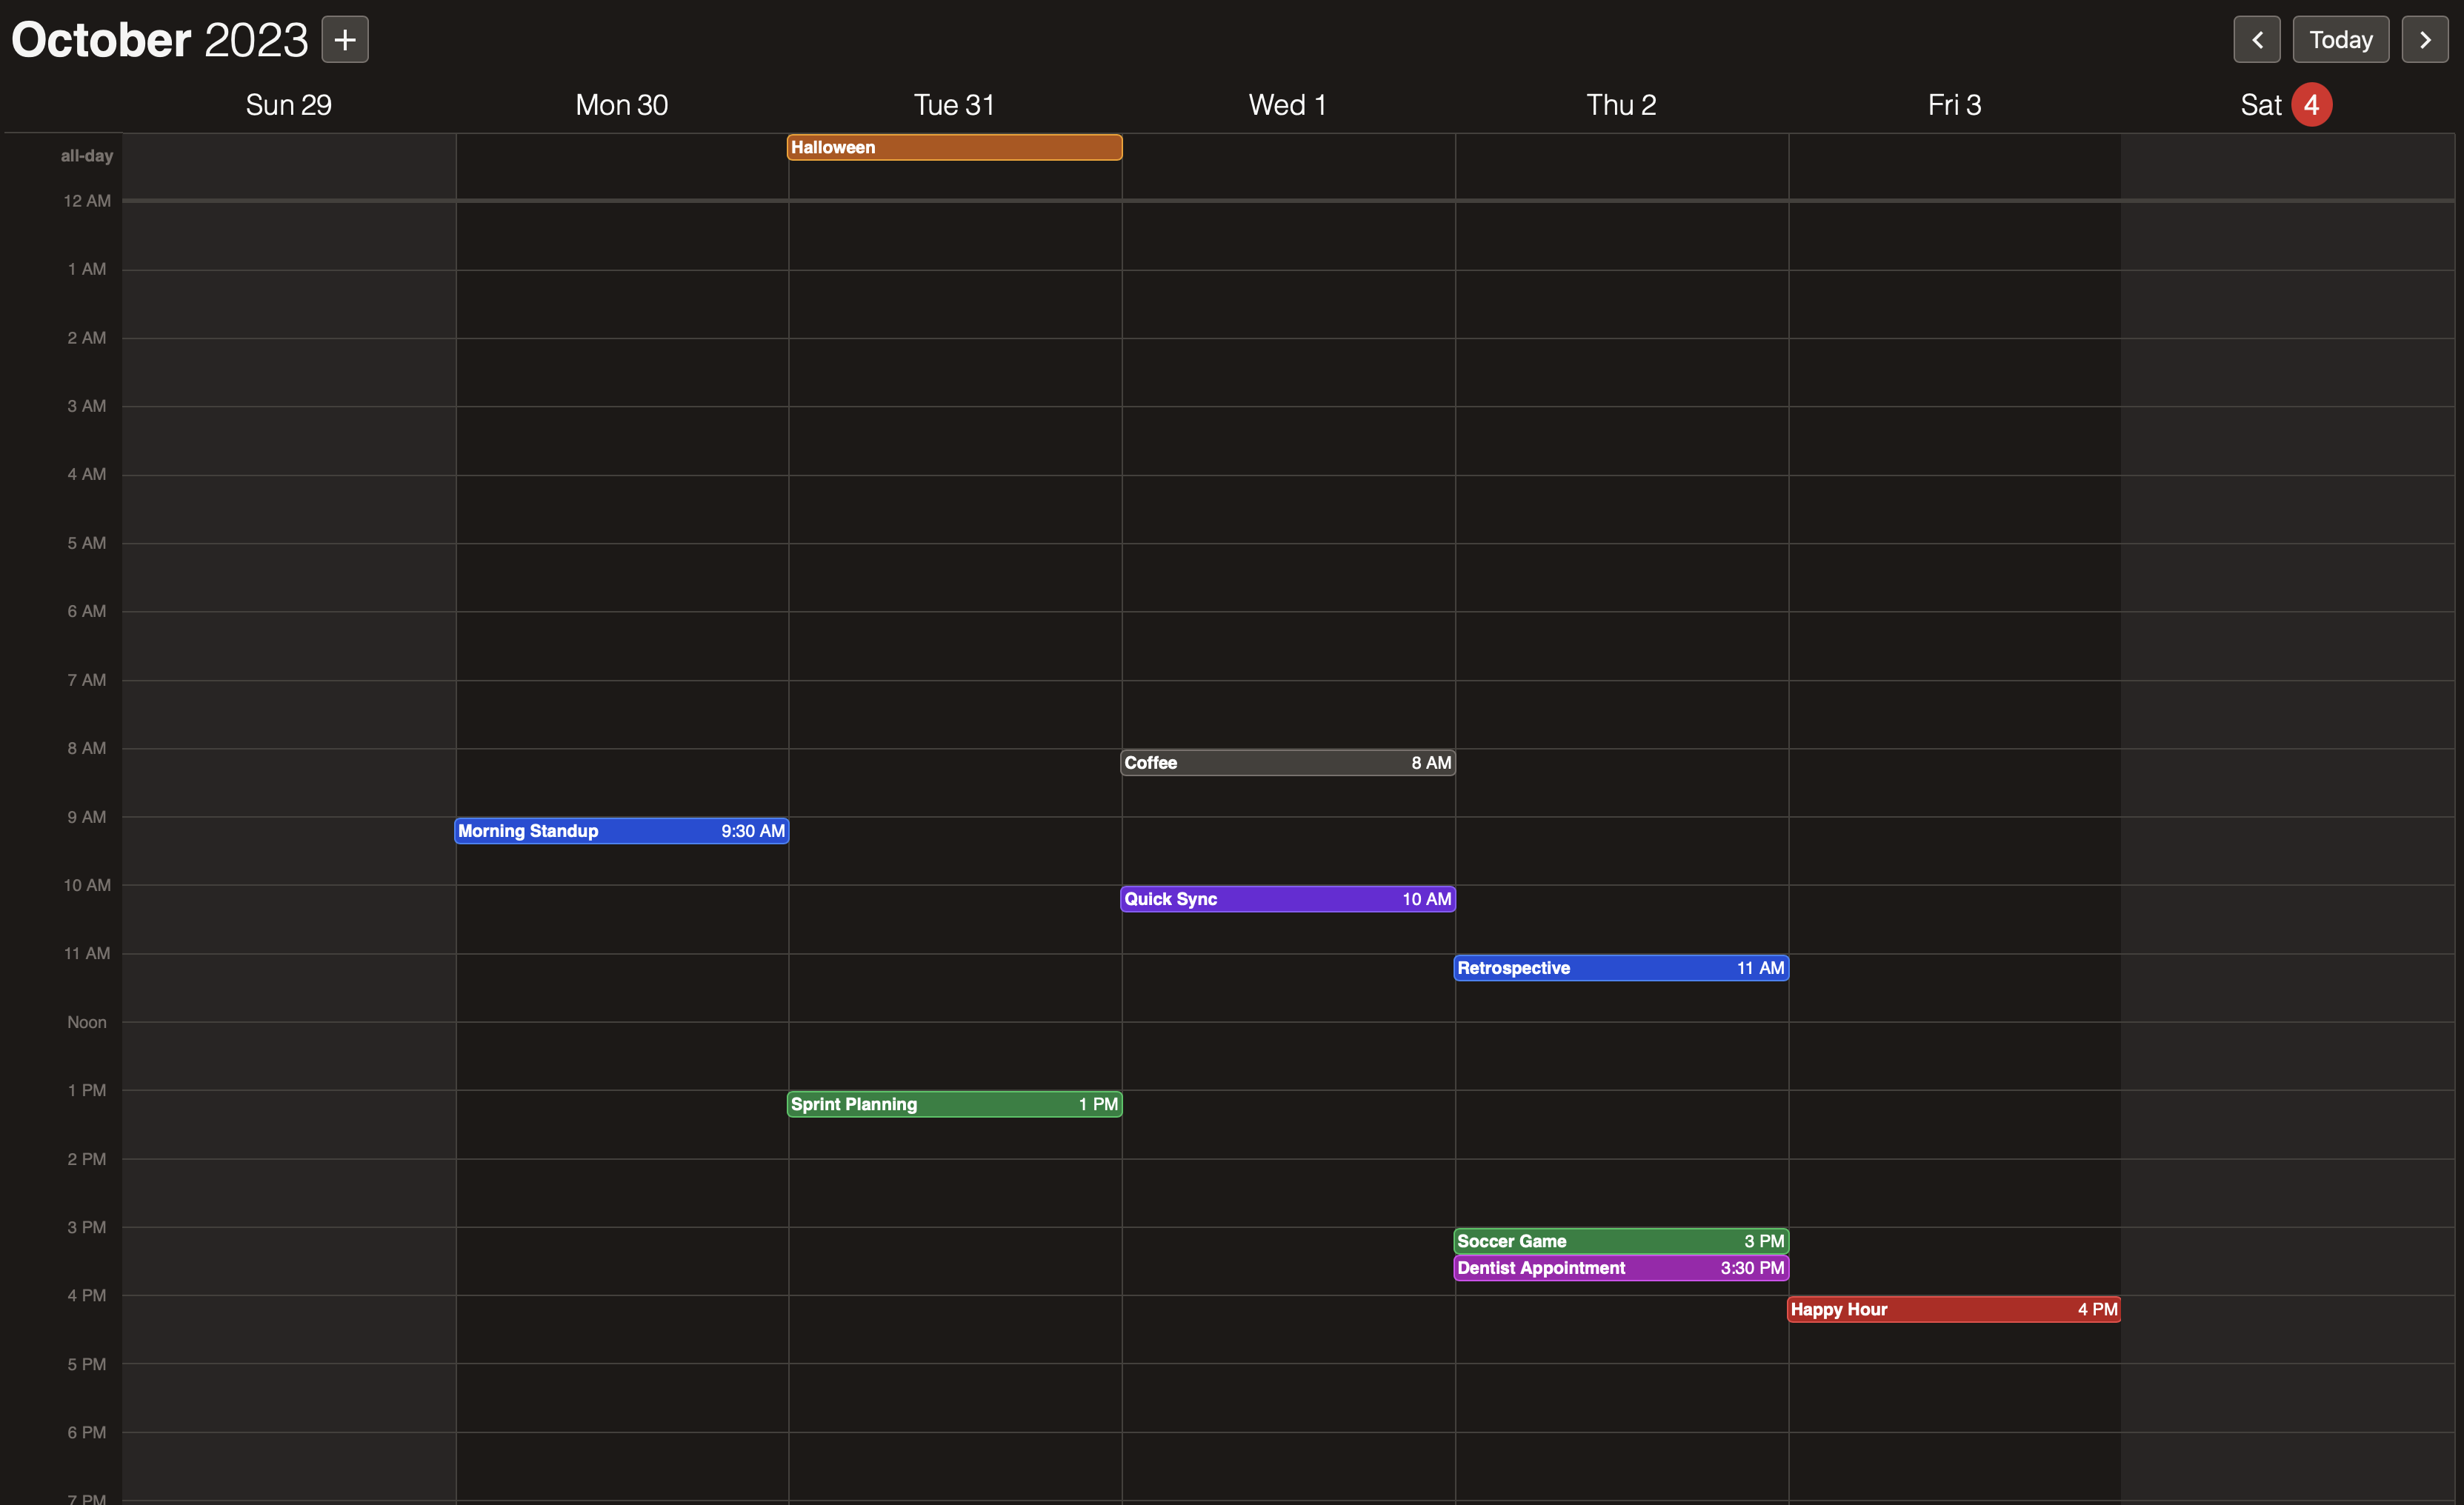 October 2023 +
Today
Sun 29 Mon 30 Tue 31 Wed 1 Thu 2 Fri 3 Sat 4
all-day
Halloween
12 AM
1 AM
2 AM
3 AM
4 AM
5 AM
6 AM
7 AM
8 AM
Coffee 8 AM
9 AM
Morning Standup 9:30 AM
10 AM
Quick Sync 10 AM
11 AM
Retrospective 11 AM
Noon
1 PM
Sprint Planning 1 PM
2 PM
3 PM
Soccer Game 3 PM
Dentist Appointment 3:30 PM
4 PM
Happy Hour 4 PM
5 PM
6 PM
7 PM